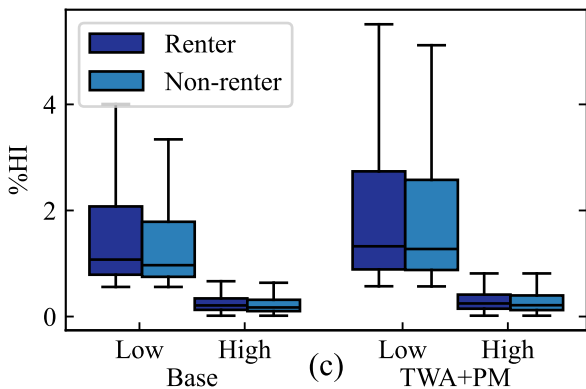 Renter
Non-renter
%HI
4
2
0
Low High Low High
Base (c) TWA+PM